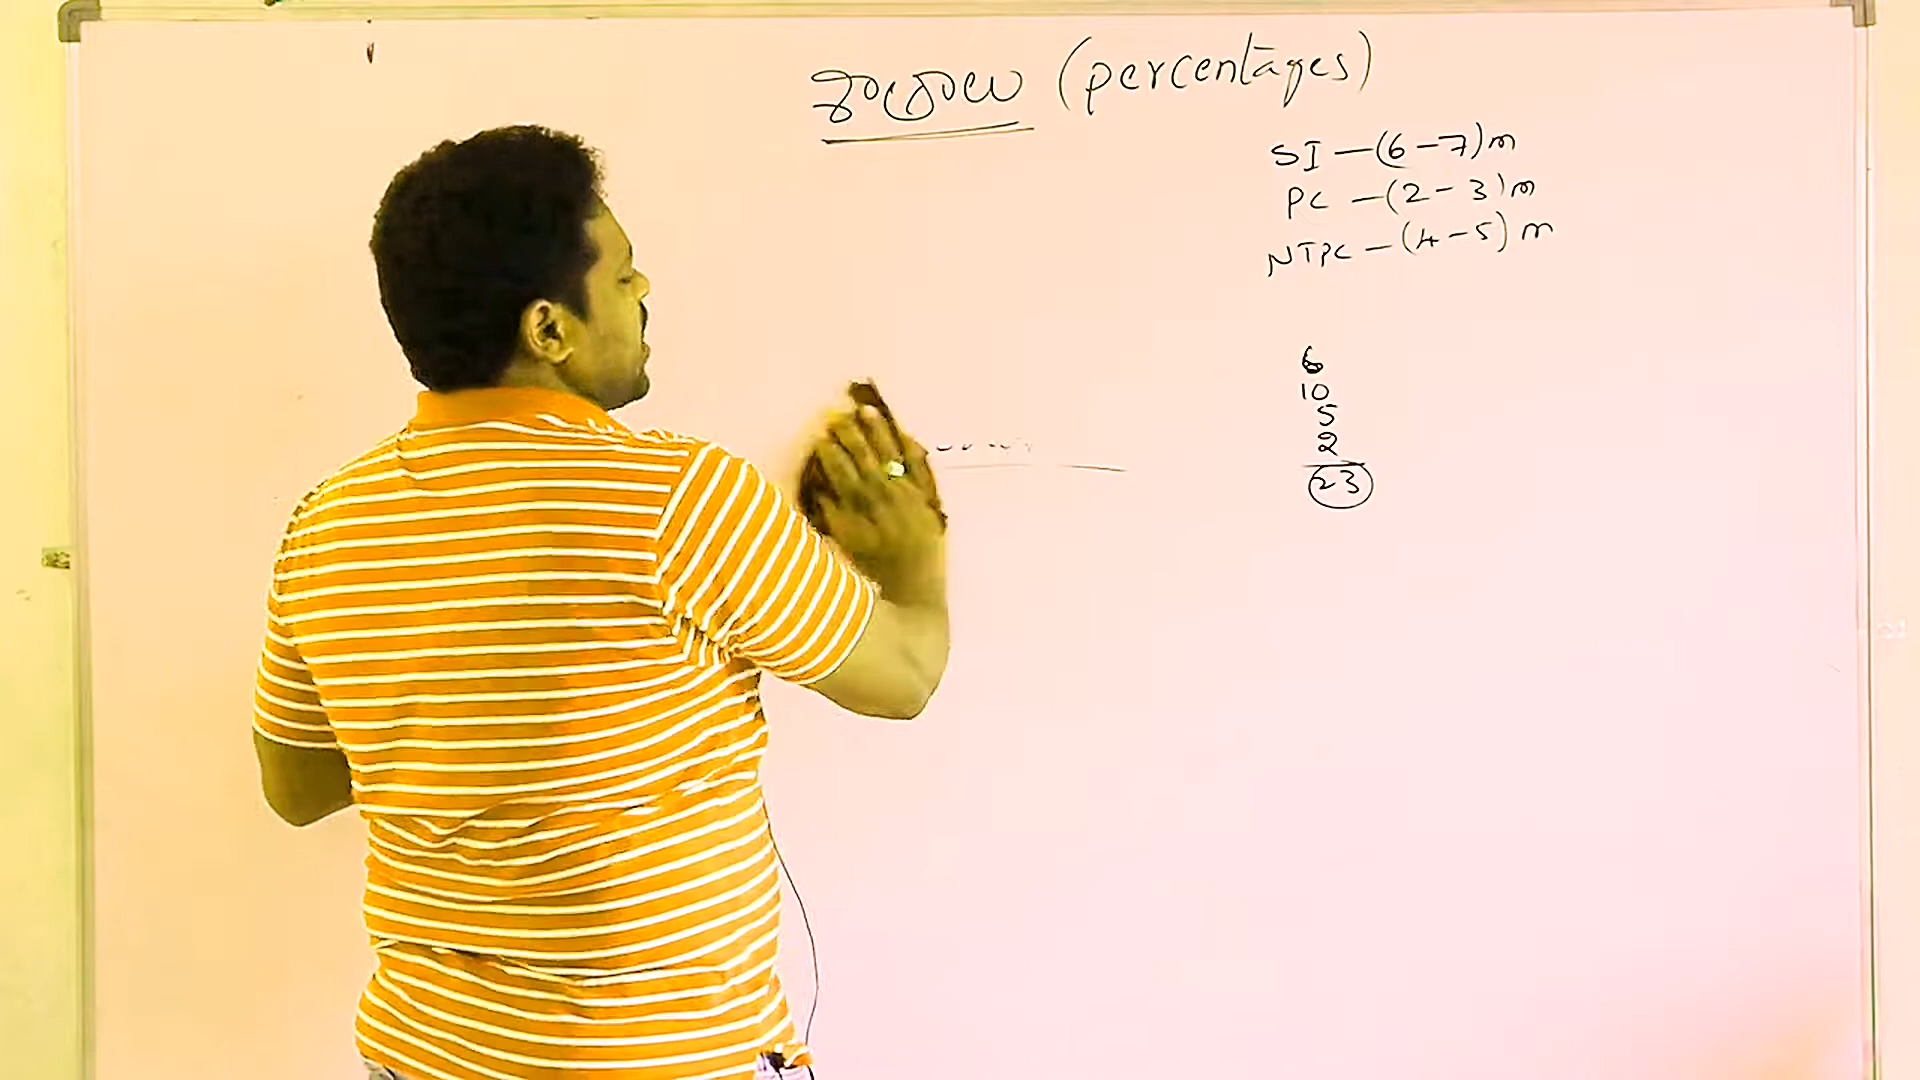 శాతాలు (percentages)
SI – (6 – 7) m
PC – (2 – 3) m
NTPC – (4 – 5) m
6
10
5
2
23